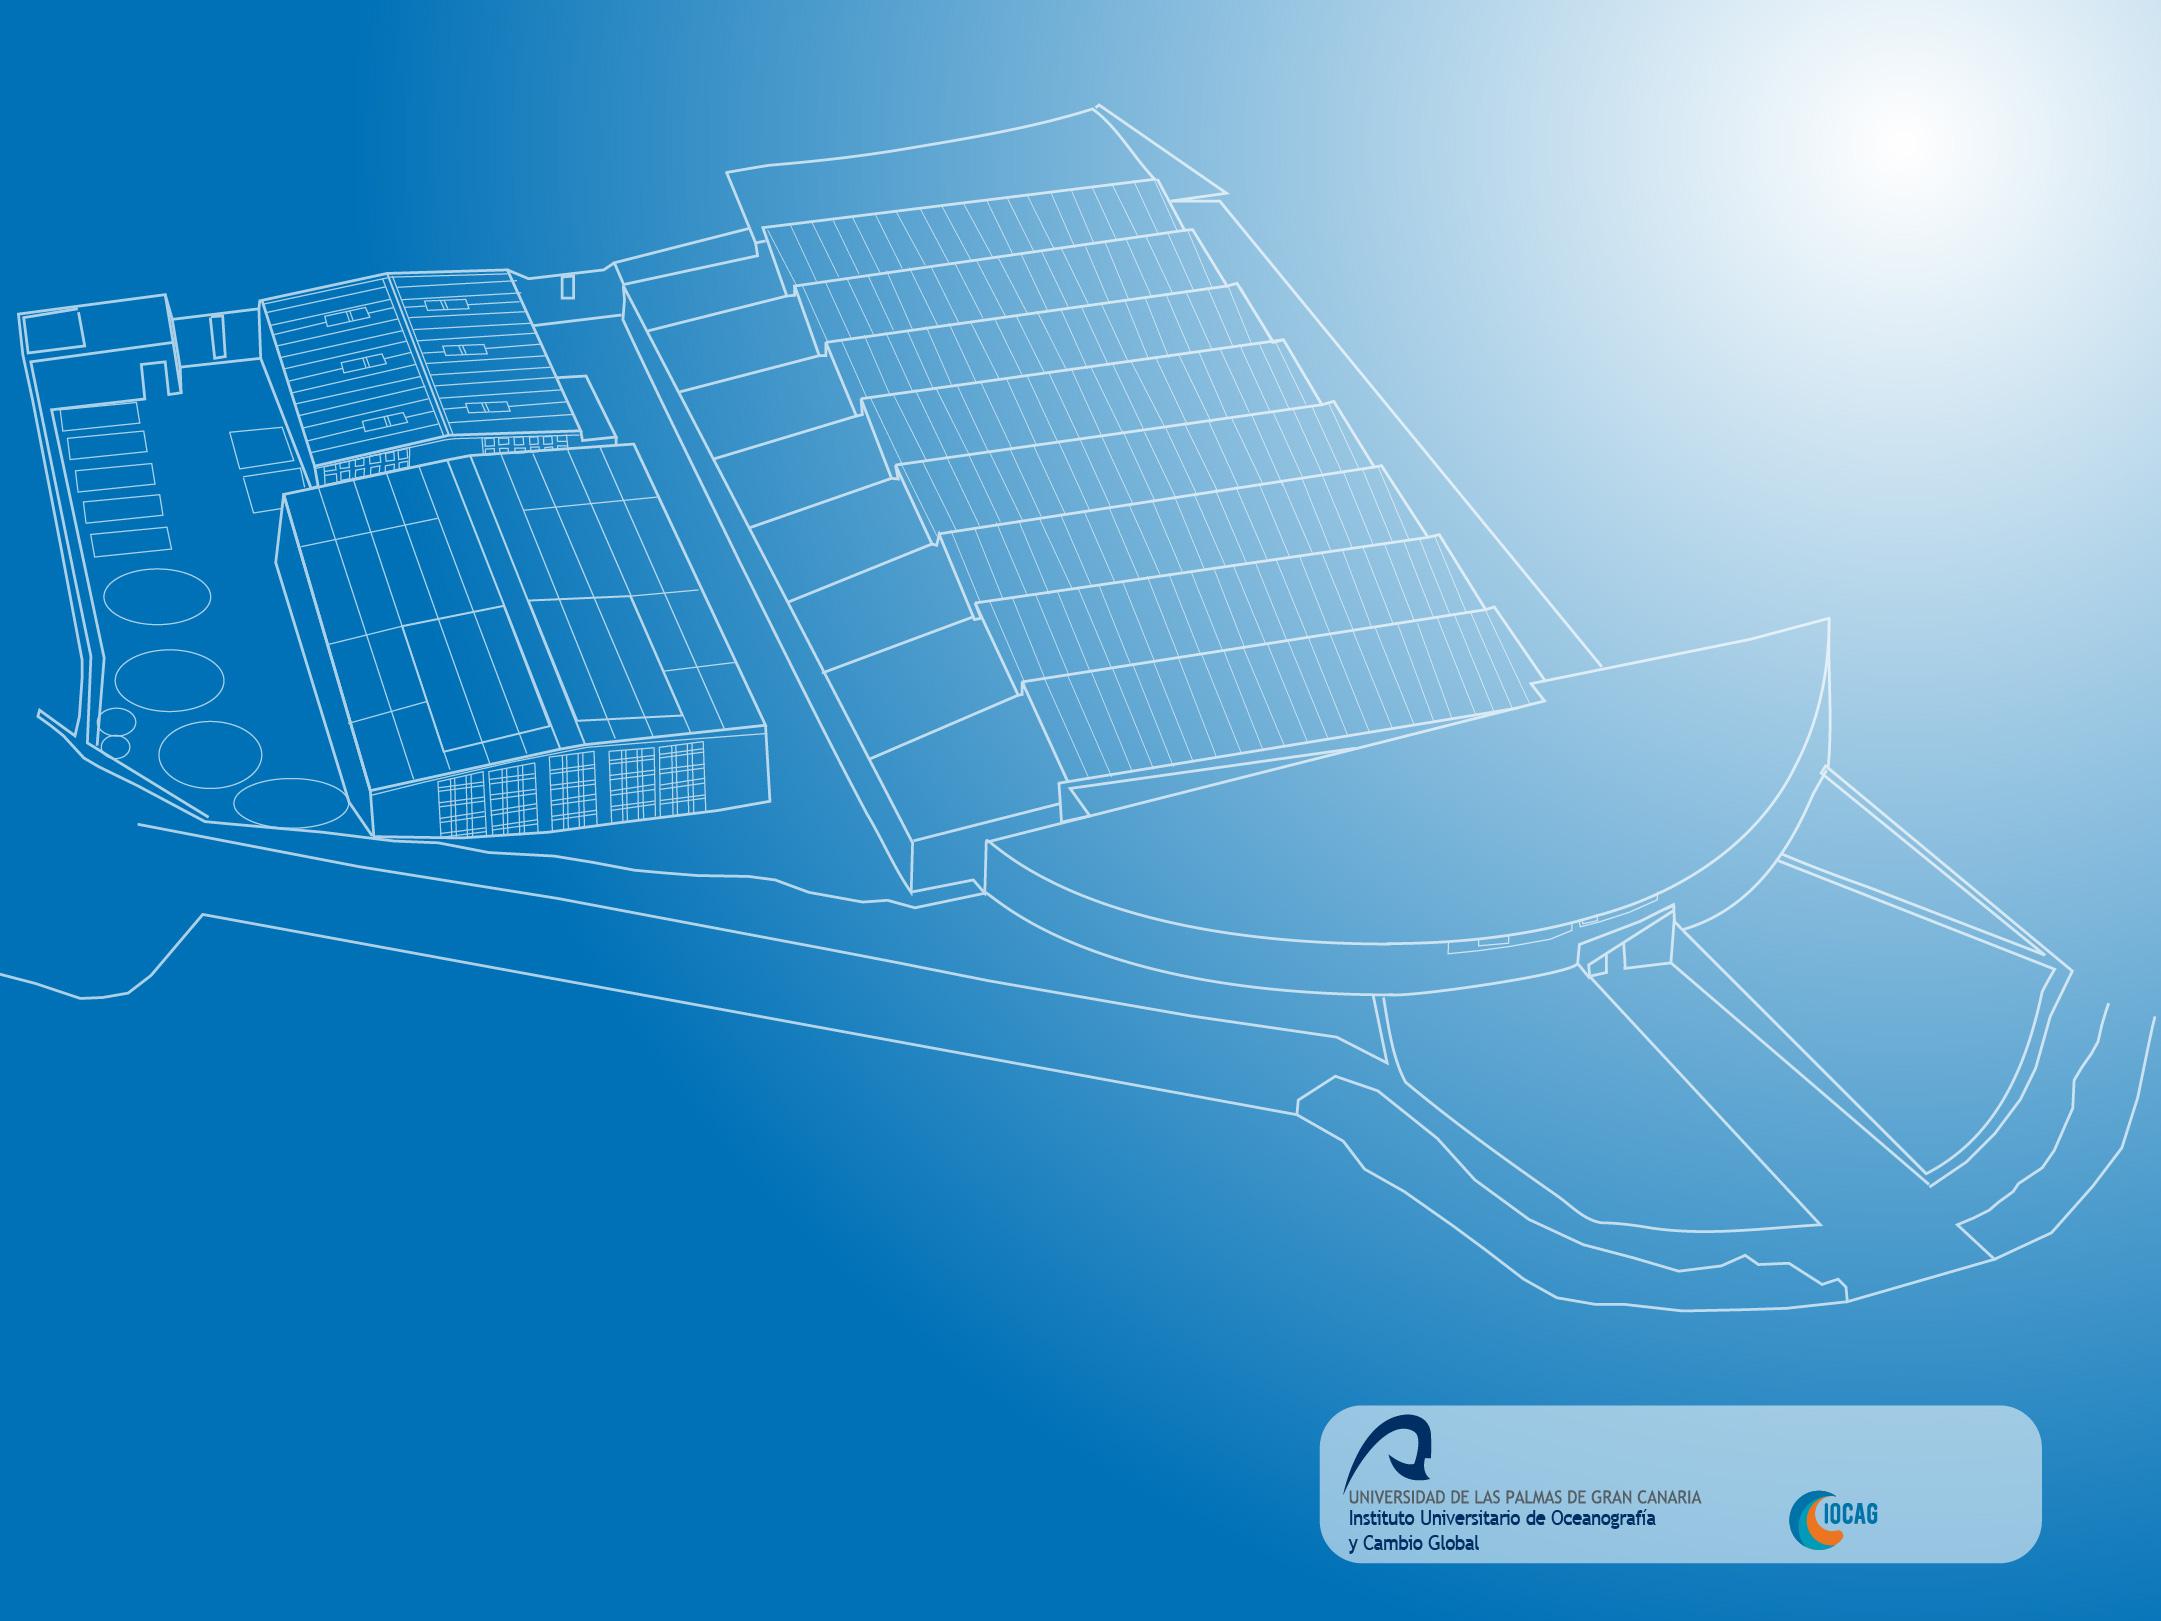 UNIVERSIDAD DE LAS PALMAS DE GRAN CANARIA
Instituto Universitario de Oceanografía
y Cambio Global
IOCAG